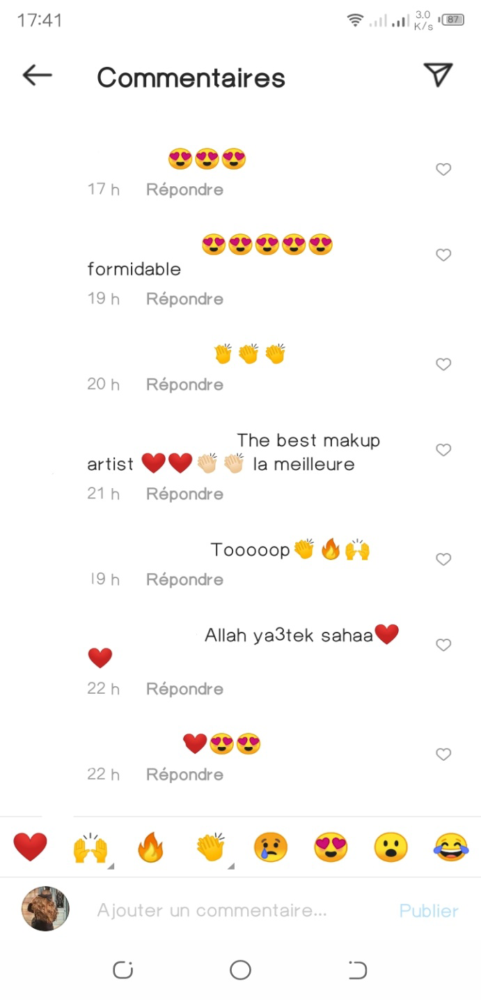 17:41
3.0
K/s
87
Commentaires
😍😍😍
17 h Répondre
😍😍😍😍😍
formidable
19 h Répondre
👏👏👏
20 h Répondre
The best makup
artist ❤️❤️👏🏻👏🏻 la meilleure
21 h Répondre
Tooooop👏🔥🙌
19 h Répondre
Allah ya3tek sahaa❤️
❤️
22 h Répondre
❤️😍😍
22 h Répondre
❤️🙌🔥👏😢😍😮😂
Ajouter un commentaire...
Publier